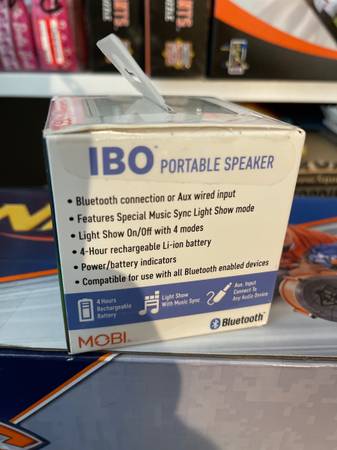 IBO™ PORTABLE SPEAKER
• Bluetooth connection or Aux wired input
• Features Special Music Sync Light Show mode
• Light Show On/Off with 4 modes
• 4-Hour rechargeable Li-ion battery
• Power/battery indicators
• Compatible for use with all Bluetooth enabled devices
4 Hours
Rechargeable
Battery
Light Show
With Music Sync
Aux. Input
Connect To
Any Audio Device
MOBI
Bluetooth™